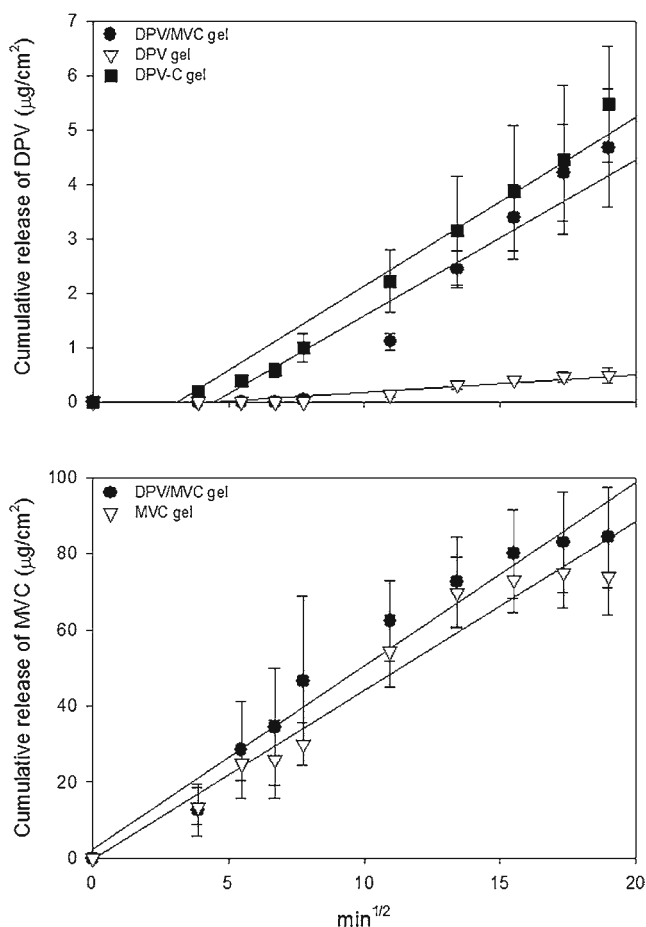 DPV/MVC gel
DPV gel
DPV-C gel
Cumulative release of DPV (µg/cm²)
7
6
5
4
3
2
1
0
DPV/MVC gel
MVC gel
Cumulative release of MVC (µg/cm²)
100
80
60
40
20
0
0 5 10 15 20
min¹/²